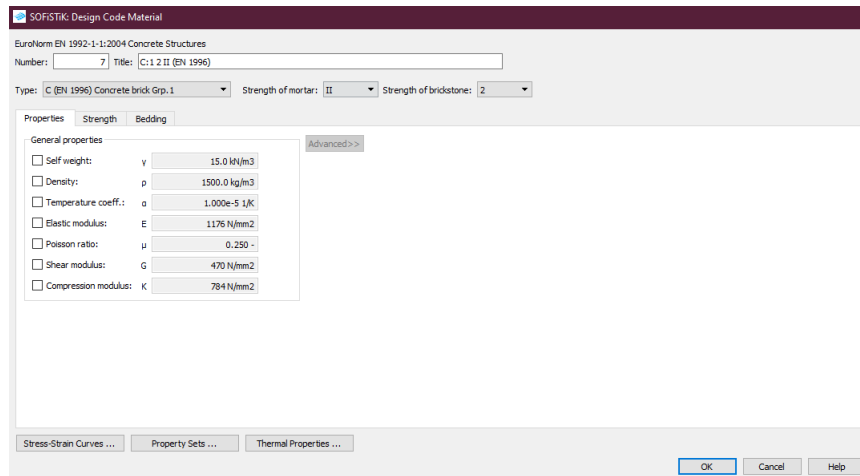 SOFiSTiK: Design Code Material
EuroNorm EN 1992-1-1:2004 Concrete Structures
Number: 7 Title: C:1 2 II (EN 1996)
Type: C (EN 1996) Concrete brick Grp.1 Strength of mortar: II Strength of brickstone: 2
Properties Strength Bedding
General properties Advanced>>
Self weight: γ 15.0 kN/m3
Density: ρ 1500.0 kg/m3
Temperature coeff.: α 1.000e-5 1/K
Elastic modulus: E 1176 N/mm2
Poisson ratio: μ 0.250 -
Shear modulus: G 470 N/mm2
Compression modulus: K 784 N/mm2
Stress-Strain Curves ... Property Sets ... Thermal Properties ...
OK Cancel Help